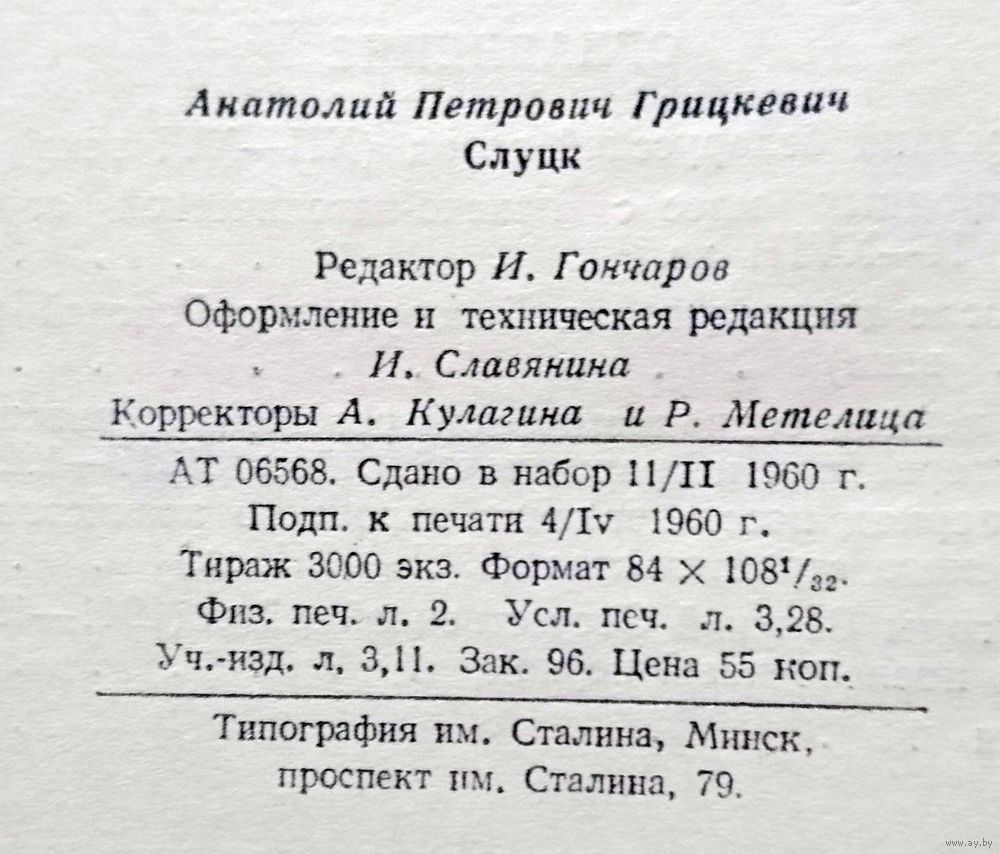 Анатолий Петрович Грицкевич
Слуцк
Редактор И. Гончаров
Оформление и техническая редакция
И. Славянина
Корректоры А. Кулагина и Р. Метелица
АТ 06568. Сдано в набор 11/II 1960 г.
Подп. к печати 4/Iv 1960 г.
Тираж 3000 экз. Формат 84 × 108¹/₃₂.
Физ. печ. л. 2. Усл. печ. л. 3,28.
Уч.-изд. л. 3,11. Зак. 96. Цена 55 коп.
Типография им. Сталина, Минск,
проспект им. Сталина, 79.
www.ay.by